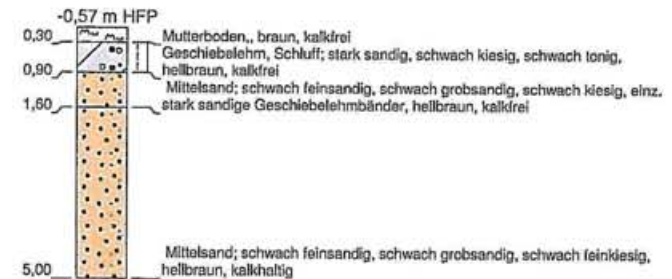 -0,57 m HFP
0,30
Mutterboden,, braun, kalkfrei
Geschiebelehm, Schluff; stark sandig, schwach kiesig, schwach tonig,
0,90
hellbraun, kalkfrei
Mittelsand; schwach feinsandig, schwach grobsandig, schwach kiesig, einz.
1,60
stark sandige Geschiebelehmbänder, hellbraun, kalkfrei
Mittelsand; schwach feinsandig, schwach grobsandig, schwach feinkiesig,
5,00
hellbraun, kalkhaltig